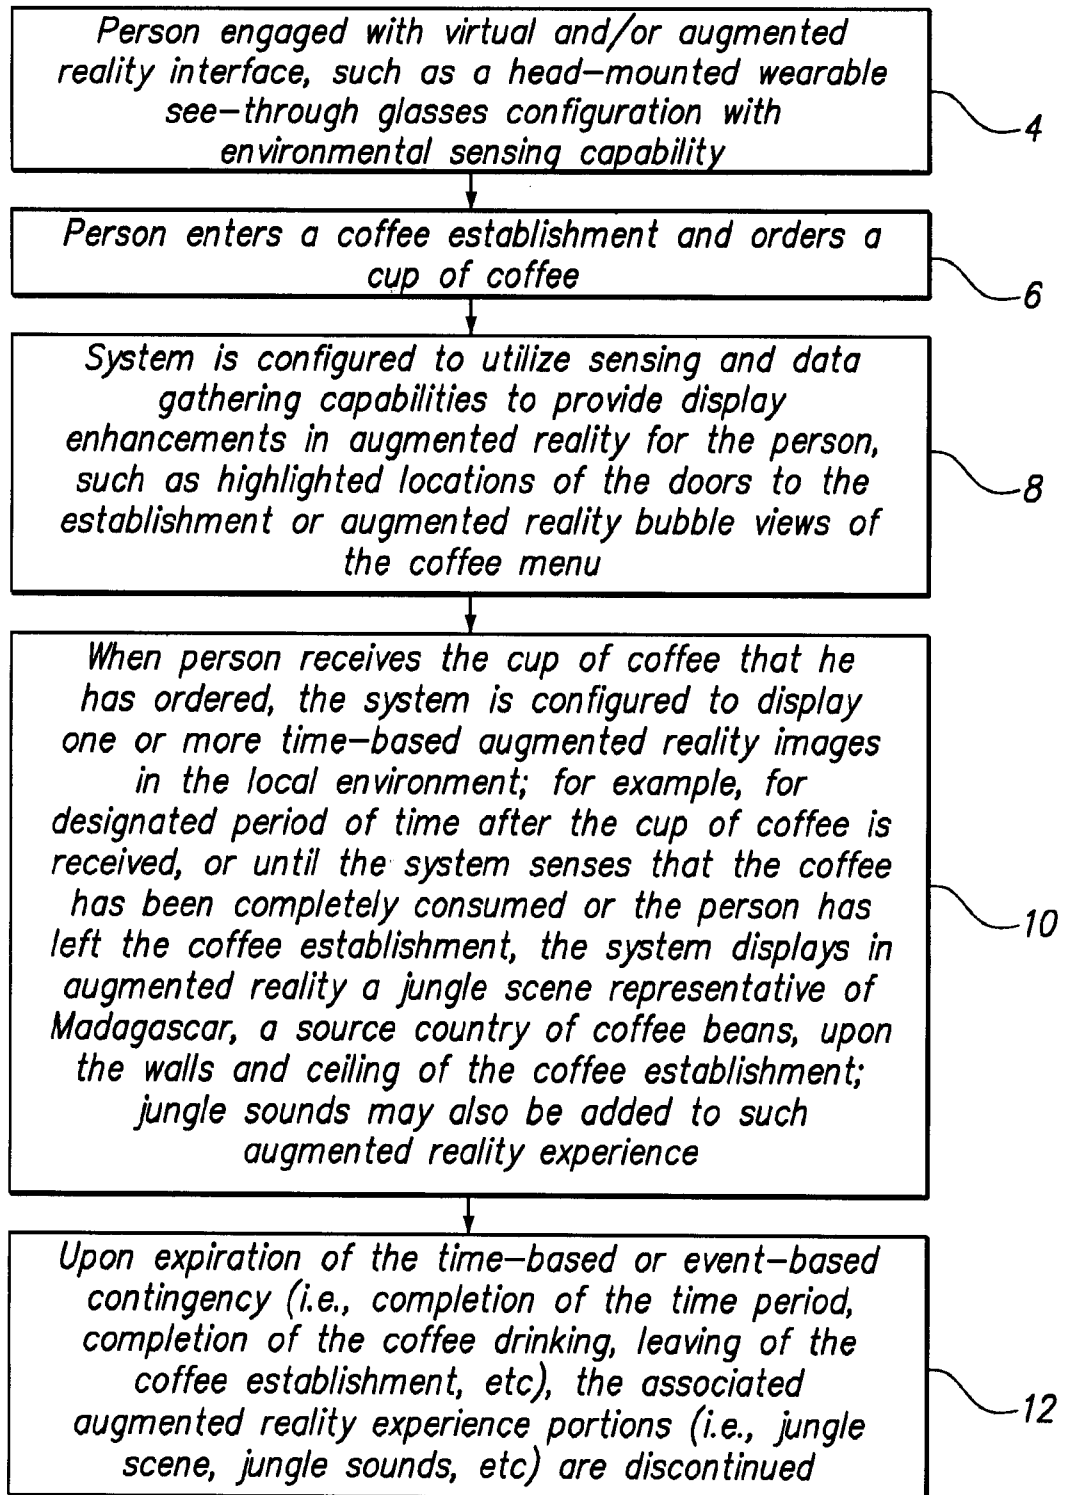 Person engaged with virtual and/or augmented
reality interface, such as a head-mounted wearable
see-through glasses configuration with
environmental sensing capability
4
Person enters a coffee establishment and orders a
cup of coffee
6
System is configured to utilize sensing and data
gathering capabilities to provide display
enhancements in augmented reality for the person,
such as highlighted locations of the doors to the
establishment or augmented reality bubble views of
the coffee menu
8
When person receives the cup of coffee that he
has ordered, the system is configured to display
one or more time-based augmented reality images
in the local environment; for example, for
designated period of time after the cup of coffee is
received, or until the system senses that the coffee
has been completely consumed or the person has
left the coffee establishment, the system displays in
augmented reality a jungle scene representative of
Madagascar, a source country of coffee beans, upon
the walls and ceiling of the coffee establishment;
jungle sounds may also be added to such
augmented reality experience
10
Upon expiration of the time-based or event-based
contingency (i.e., completion of the time period,
completion of the coffee drinking, leaving of the
coffee establishment, etc), the associated
augmented reality experience portions (i.e., jungle
scene, jungle sounds, etc) are discontinued
12